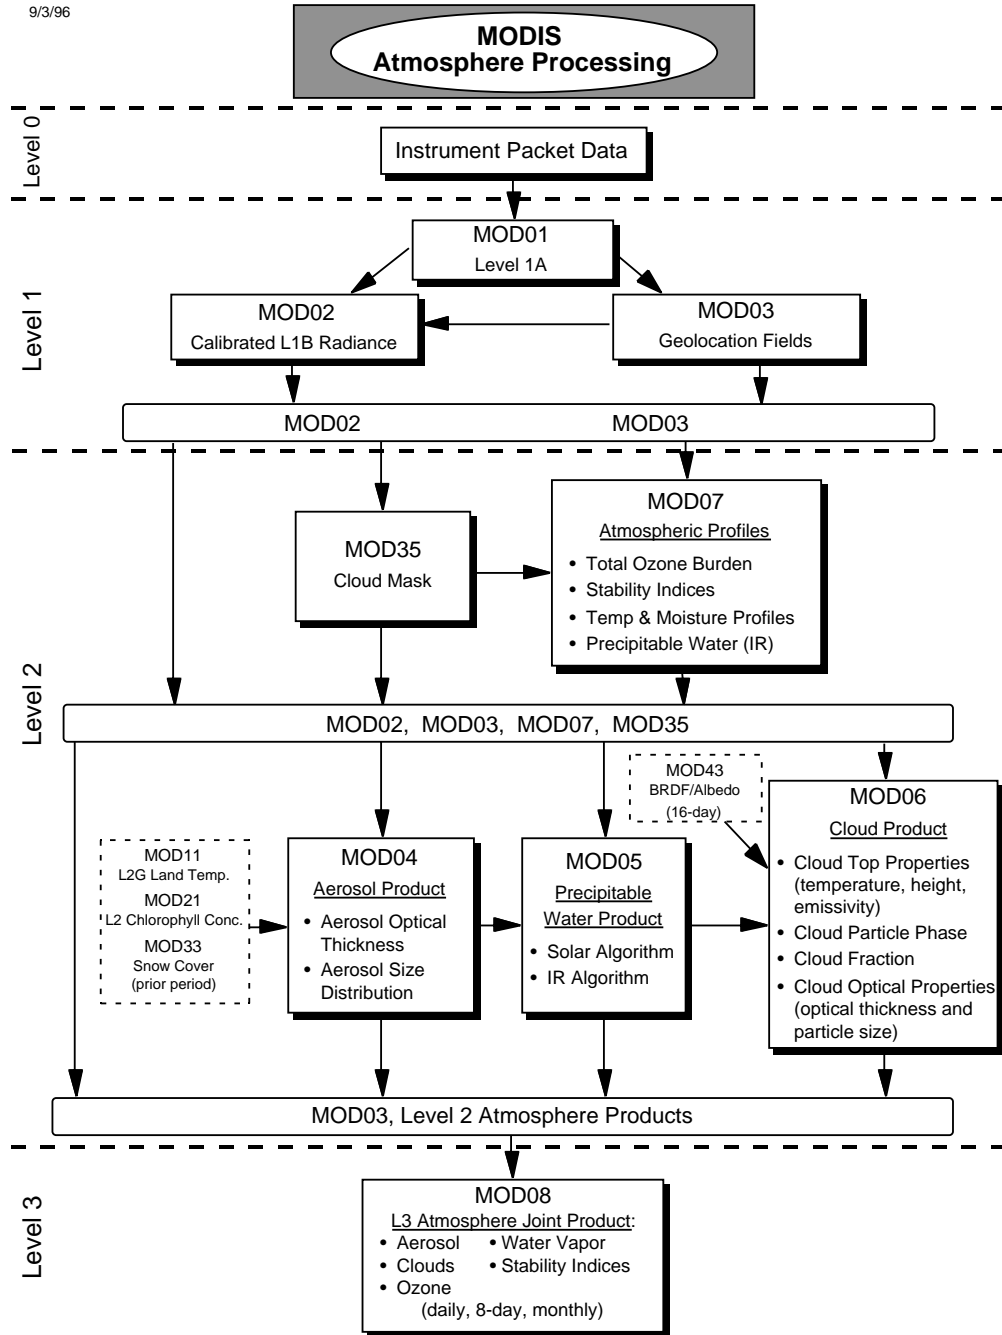 9/3/96
MODIS
Atmosphere Processing
Level 0
Instrument Packet Data
Level 1
MOD01
Level 1A
MOD02
Calibrated L1B Radiance
MOD03
Geolocation Fields
MOD02
MOD03
Level 2
MOD35
Cloud Mask
MOD07
Atmospheric Profiles
• Total Ozone Burden
• Stability Indices
• Temp & Moisture Profiles
• Precipitable Water (IR)
MOD02, MOD03, MOD07, MOD35
MOD43
BRDF/Albedo
(16-day)
MOD11
L2G Land Temp.
MOD21
L2 Chlorophyll Conc.
MOD33
Snow Cover
(prior period)
MOD04
Aerosol Product
• Aerosol Optical
Thickness
• Aerosol Size
Distribution
MOD05
Precipitable
Water Product
• Solar Algorithm
• IR Algorithm
MOD06
Cloud Product
• Cloud Top Properties
(temperature, height,
emissivity)
• Cloud Particle Phase
• Cloud Fraction
• Cloud Optical Properties
(optical thickness and
particle size)
MOD03, Level 2 Atmosphere Products
Level 3
MOD08
L3 Atmosphere Joint Product:
• Aerosol • Water Vapor
• Clouds • Stability Indices
• Ozone
(daily, 8-day, monthly)